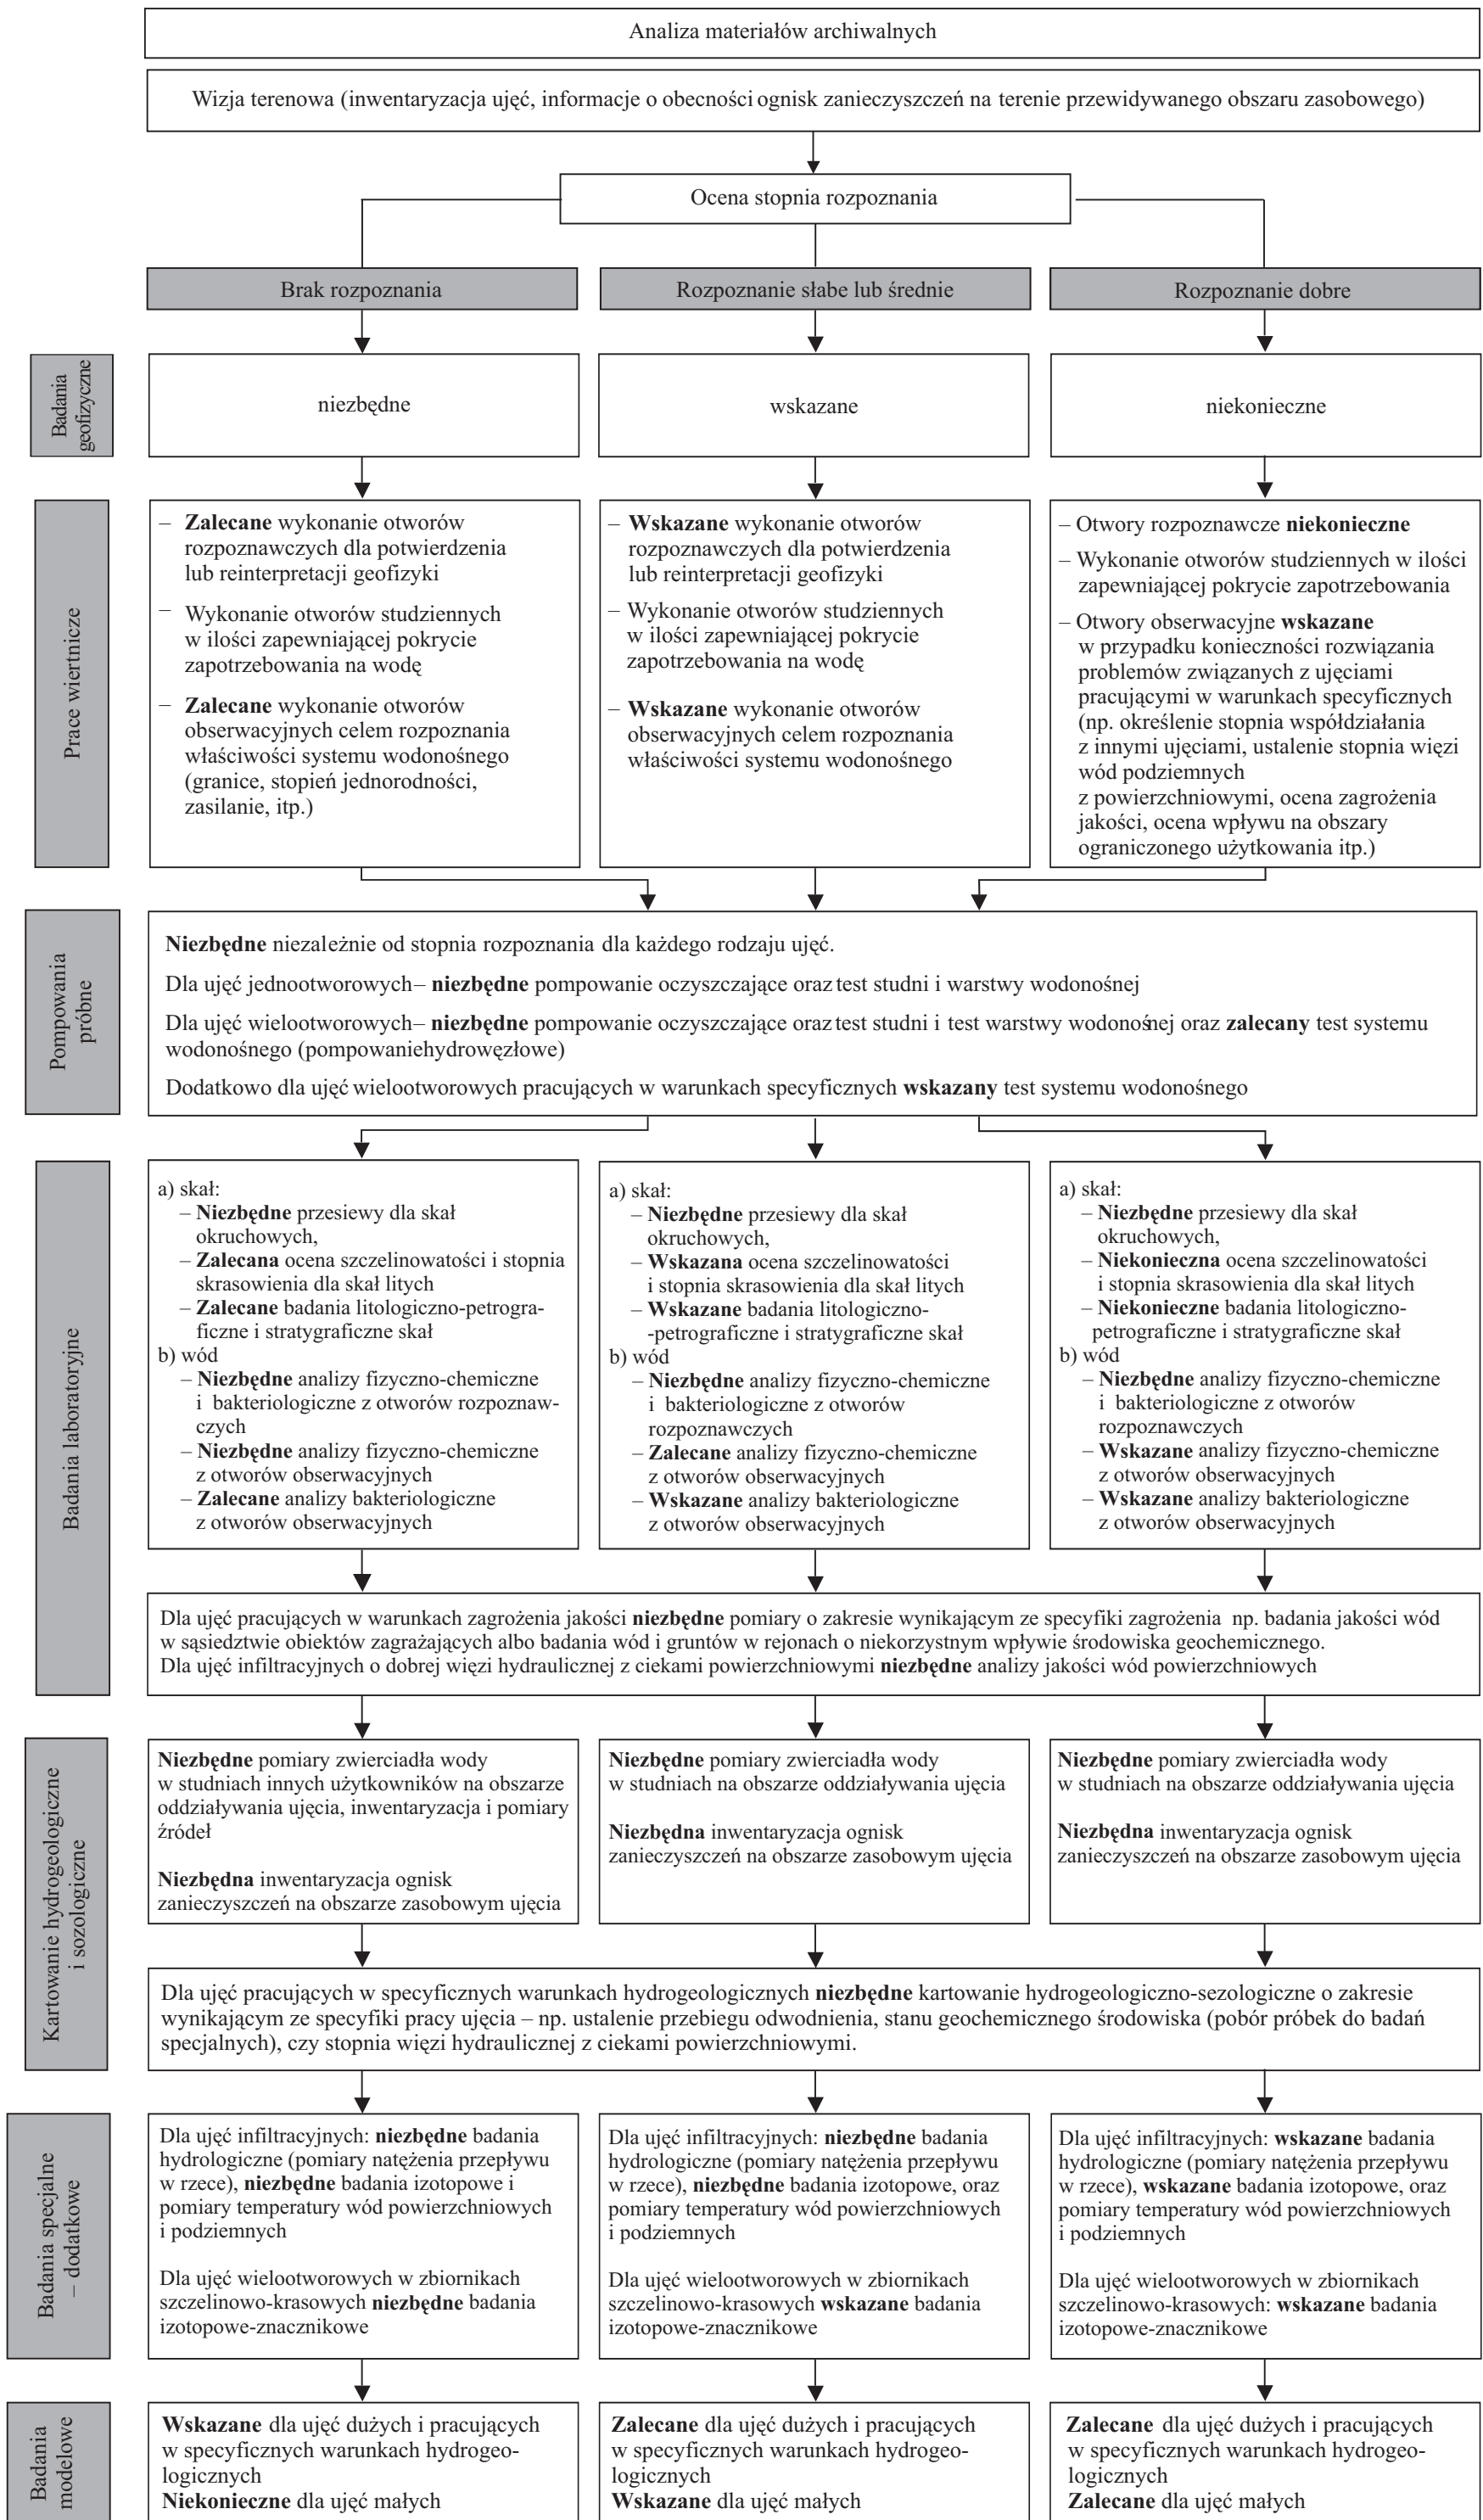 Analiza materiałów archiwalnych
Wizja terenowa (inwentaryzacja ujęć, informacje o obecności ognisk zanieczyszczeń na terenie przewidywanego obszaru zasobowego)
Ocena stopnia rozpoznania
Brak rozpoznania
Rozpoznanie słabe lub średnie
Rozpoznanie dobre
Badania
geofizyczne
niezbędne
wskazane
niekonieczne
Prace wiertnicze
– Zalecane wykonanie otworów
rozpoznawczych dla potwierdzenia
lub reinterpretacji geofizyki
– Wykonanie otworów studziennych
w ilości zapewniającej pokrycie
zapotrzebowania na wodę
– Zalecane wykonanie otworów
obserwacyjnych celem rozpoznania
właściwości systemu wodonośnego
(granice, stopień jednorodności,
zasilanie, itp.)
– Wskazane wykonanie otworów
rozpoznawczych dla potwierdzenia
lub reinterpretacji geofizyki
– Wykonanie otworów studziennych
w ilości zapewniającej pokrycie
zapotrzebowania na wodę
– Wskazane wykonanie otworów
obserwacyjnych celem rozpoznania
właściwości systemu wodonośnego
– Otwory rozpoznawcze niekonieczne
– Wykonanie otworów studziennych w ilości
zapewniającej pokrycie zapotrzebowania
– Otwory obserwacyjne wskazane
w przypadku konieczności rozwiązania
problemów związanych z ujęciami
pracującymi w warunkach specyficznych
(np. określenie stopnia współdziałania
z innymi ujęciami, ustalenie stopnia więzi
wód podziemnych
z powierzchniowymi, ocena zagrożenia
jakości, ocena wpływu na obszary
ograniczonego użytkowania itp.)
Pompowania
próbne
Niezbędne niezależnie od stopnia rozpoznania dla każdego rodzaju ujęć.
Dla ujęć jednootworowych– niezbędne pompowanie oczyszczające oraz test studni i warstwy wodonośnej
Dla ujęć wielootworowych– niezbędne pompowanie oczyszczające oraz test studni i test warstwy wodonośnej oraz zalecany test systemu
wodonośnego (pompowaniehydrowęzłowe)
Dodatkowo dla ujęć wielootworowych pracujących w warunkach specyficznych wskazany test systemu wodonośnego
Badania laboratoryjne
a) skał:
– Niezbędne przesiewy dla skał
okruchowych,
– Zalecana ocena szczelinowatości i stopnia
skrasowienia dla skał litych
– Zalecane badania litologiczno-petrogra-
ficzne i stratygraficzne skał
b) wód
– Niezbędne analizy fizyczno-chemiczne
i bakteriologiczne z otworów rozpoznaw-
czych
– Niezbędne analizy fizyczno-chemiczne
z otworów obserwacyjnych
– Zalecane analizy bakteriologiczne
z otworów obserwacyjnych
a) skał:
– Niezbędne przesiewy dla skał
okruchowych,
– Wskazana ocena szczelinowatości
i stopnia skrasowienia dla skał litych
– Wskazane badania litologiczno-
-petrograficzne i stratygraficzne skał
b) wód
– Niezbędne analizy fizyczno-chemiczne
i bakteriologiczne z otworów
rozpoznawczych
– Zalecane analizy fizyczno-chemiczne
z otworów obserwacyjnych
– Wskazane analizy bakteriologiczne
z otworów obserwacyjnych
a) skał:
– Niezbędne przesiewy dla skał
okruchowych,
– Niekonieczna ocena szczelinowatości
i stopnia skrasowienia dla skał litych
– Niekonieczne badania litologiczno-
petrograficzne i stratygraficzne skał
b) wód
– Niezbędne analizy fizyczno-chemiczne
i bakteriologiczne z otworów
rozpoznawczych
– Wskazane analizy fizyczno-chemiczne
z otworów obserwacyjnych
– Wskazane analizy bakteriologiczne
z otworów obserwacyjnych
Dla ujęć pracujących w warunkach zagrożenia jakości niezbędne pomiary o zakresie wynikającym ze specyfiki zagrożenia np. badania jakości wód
w sąsiedztwie obiektów zagrażających albo badania wód i gruntów w rejonach o niekorzystnym wpływie środowiska geochemicznego.
Dla ujęć infiltracyjnych o dobrej więzi hydraulicznej z ciekami powierzchniowymi niezbędne analizy jakości wód powierzchniowych
Kartowanie hydrogeologiczne
i sozologiczne
Niezbędne pomiary zwierciadła wody
w studniach innych użytkowników na obszarze
oddziaływania ujęcia, inwentaryzacja i pomiary
źródeł
Niezbędna inwentaryzacja ognisk
zanieczyszczeń na obszarze zasobowym ujęcia
Niezbędne pomiary zwierciadła wody
w studniach na obszarze oddziaływania ujęcia
Niezbędna inwentaryzacja ognisk
zanieczyszczeń na obszarze zasobowym ujęcia
Niezbędne pomiary zwierciadła wody
w studniach na obszarze oddziaływania ujęcia
Niezbędna inwentaryzacja ognisk
zanieczyszczeń na obszarze zasobowym ujęcia
Dla ujęć pracujących w specyficznych warunkach hydrogeologicznych niezbędne kartowanie hydrogeologiczno-sezologiczne o zakresie
wynikającym ze specyfiki pracy ujęcia – np. ustalenie przebiegu odwodnienia, stanu geochemicznego środowiska (pobór próbek do badań
specjalnych), czy stopnia więzi hydraulicznej z ciekami powierzchniowymi.
Badania specjalne
– dodatkowe
Dla ujęć infiltracyjnych: niezbędne badania
hydrologiczne (pomiary natężenia przepływu
w rzece), niezbędne badania izotopowe i
pomiary temperatury wód powierzchniowych
i podziemnych
Dla ujęć wielootworowych w zbiornikach
szczelinowo-krasowych niezbędne badania
izotopowe-znacznikowe
Dla ujęć infiltracyjnych: niezbędne badania
hydrologiczne (pomiary natężenia przepływu
w rzece), niezbędne badania izotopowe, oraz
pomiary temperatury wód powierzchniowych
i podziemnych
Dla ujęć wielootworowych w zbiornikach
szczelinowo-krasowych wskazane badania
izotopowe-znacznikowe
Dla ujęć infiltracyjnych: wskazane badania
hydrologiczne (pomiary natężenia przepływu
w rzece), wskazane badania izotopowe, oraz
pomiary temperatury wód powierzchniowych
i podziemnych
Dla ujęć wielootworowych w zbiornikach
szczelinowo-krasowych: wskazane badania
izotopowe-znacznikowe
Badania
modelowe
Wskazane dla ujęć dużych i pracujących
w specyficznych warunkach hydrogeo-
logicznych
Niekonieczne dla ujęć małych
Zalecane dla ujęć dużych i pracujących
w specyficznych warunkach hydrogeo-
logicznych
Wskazane dla ujęć małych
Zalecane dla ujęć dużych i pracujących
w specyficznych warunkach hydrogeo-
logicznych
Zalecane dla ujęć małych